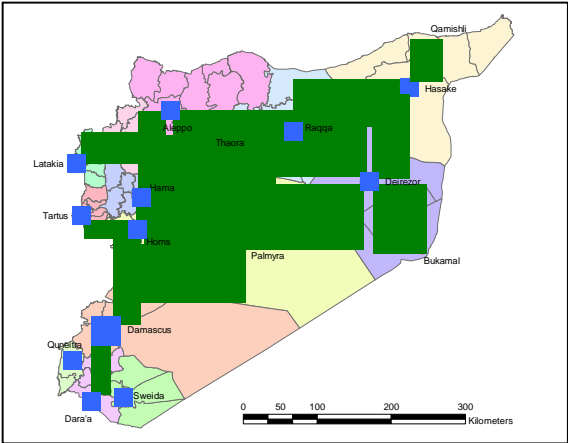 Qamishli
Hasake
Aleppo
Raqqa
Thaora
Latakia
Deirezor
Hama
Tartus
Homs
Palmyra
Bukamal
Damascus
Quneitra
Sweida
Dara'a
0 50 100 200 300
Kilometers